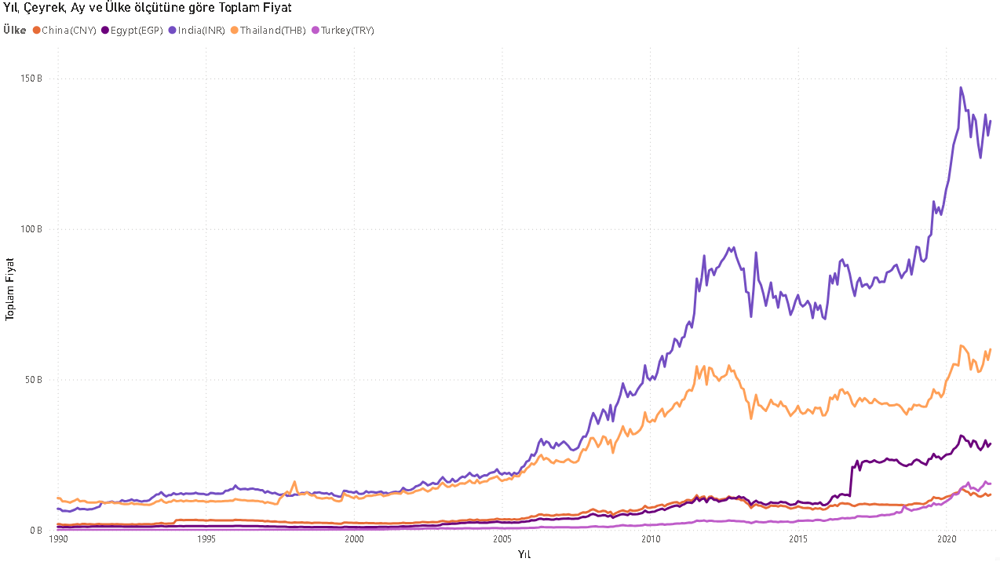 Yıl, Çeyrek, Ay ve Ülke ölçütüne göre Toplam Fiyat
Ülke China(CNY) Egypt(EGP) India(INR) Thailand(THB) Turkey(TRY)
150 B
100 B
50 B
0 B
Toplam Fiyat
1990 1995 2000 2005 2010 2015 2020
Yıl